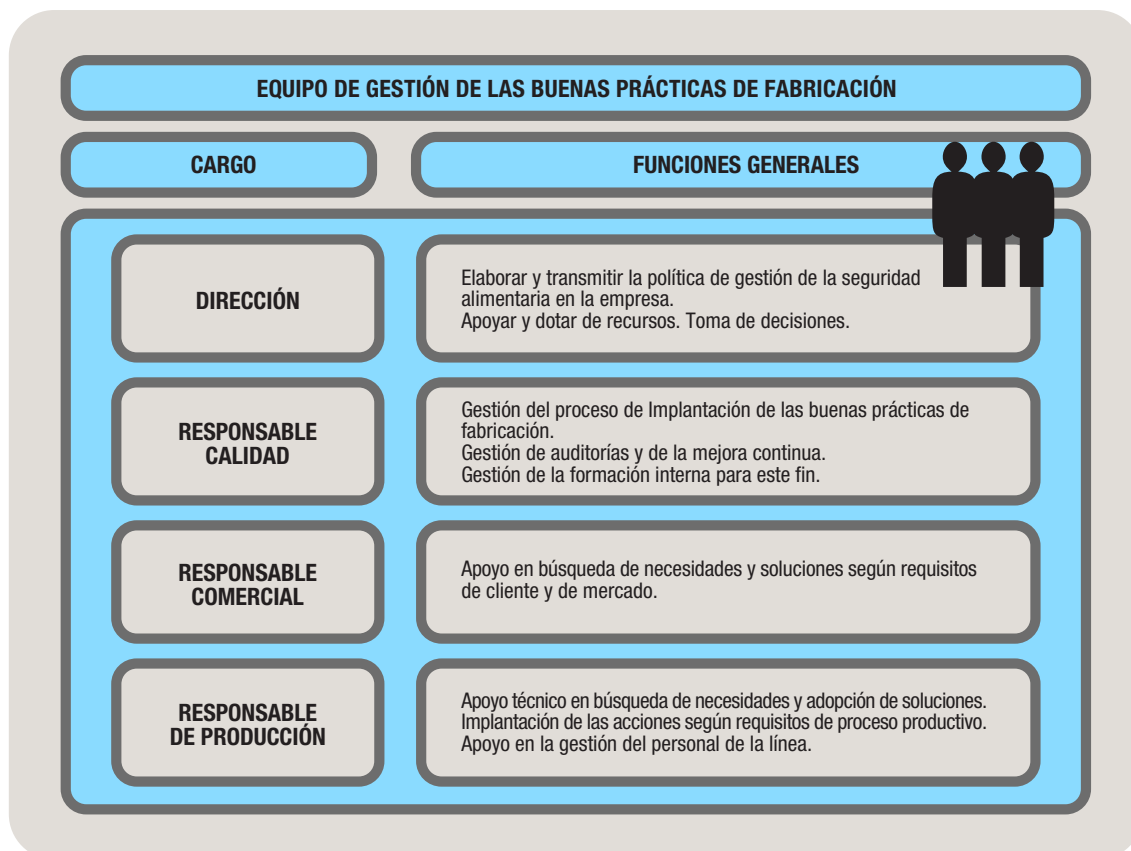 EQUIPO DE GESTIÓN DE LAS BUENAS PRÁCTICAS DE FABRICACIÓN
CARGO
FUNCIONES GENERALES
DIRECCIÓN
Elaborar y transmitir la política de gestión de la seguridad
alimentaria en la empresa.
Apoyar y dotar de recursos. Toma de decisiones.
RESPONSABLE
CALIDAD
Gestión del proceso de Implantación de las buenas prácticas de
fabricación.
Gestión de auditorías y de la mejora continua.
Gestión de la formación interna para este fin.
RESPONSABLE
COMERCIAL
Apoyo en búsqueda de necesidades y soluciones según requisitos
de cliente y de mercado.
RESPONSABLE
DE PRODUCCIÓN
Apoyo técnico en búsqueda de necesidades y adopción de soluciones.
Implantación de las acciones según requisitos de proceso productivo.
Apoyo en la gestión del personal de la línea.